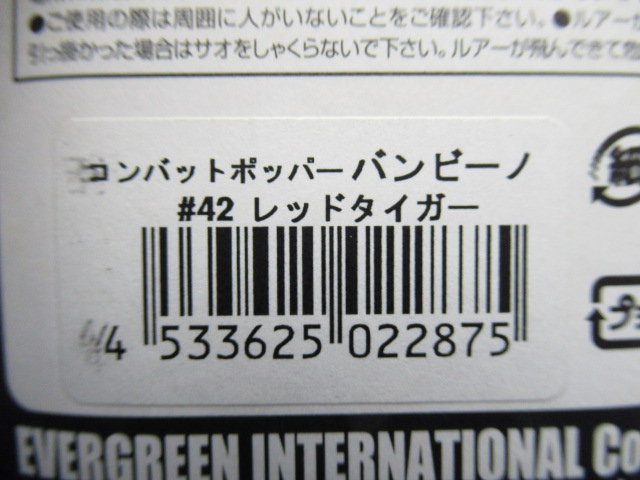 ●ご使用の際は周囲に人がいないことをご確認下さい。●ルアー
引っ掛かった場合はサオをしゃくらないで下さい。ルアーが飛んできて危
コンバットポッパーバンビーノ
#42 レッドタイガー
4 533625 022875
紙
プラ
EVERGREEN INTERNATIONAL Co